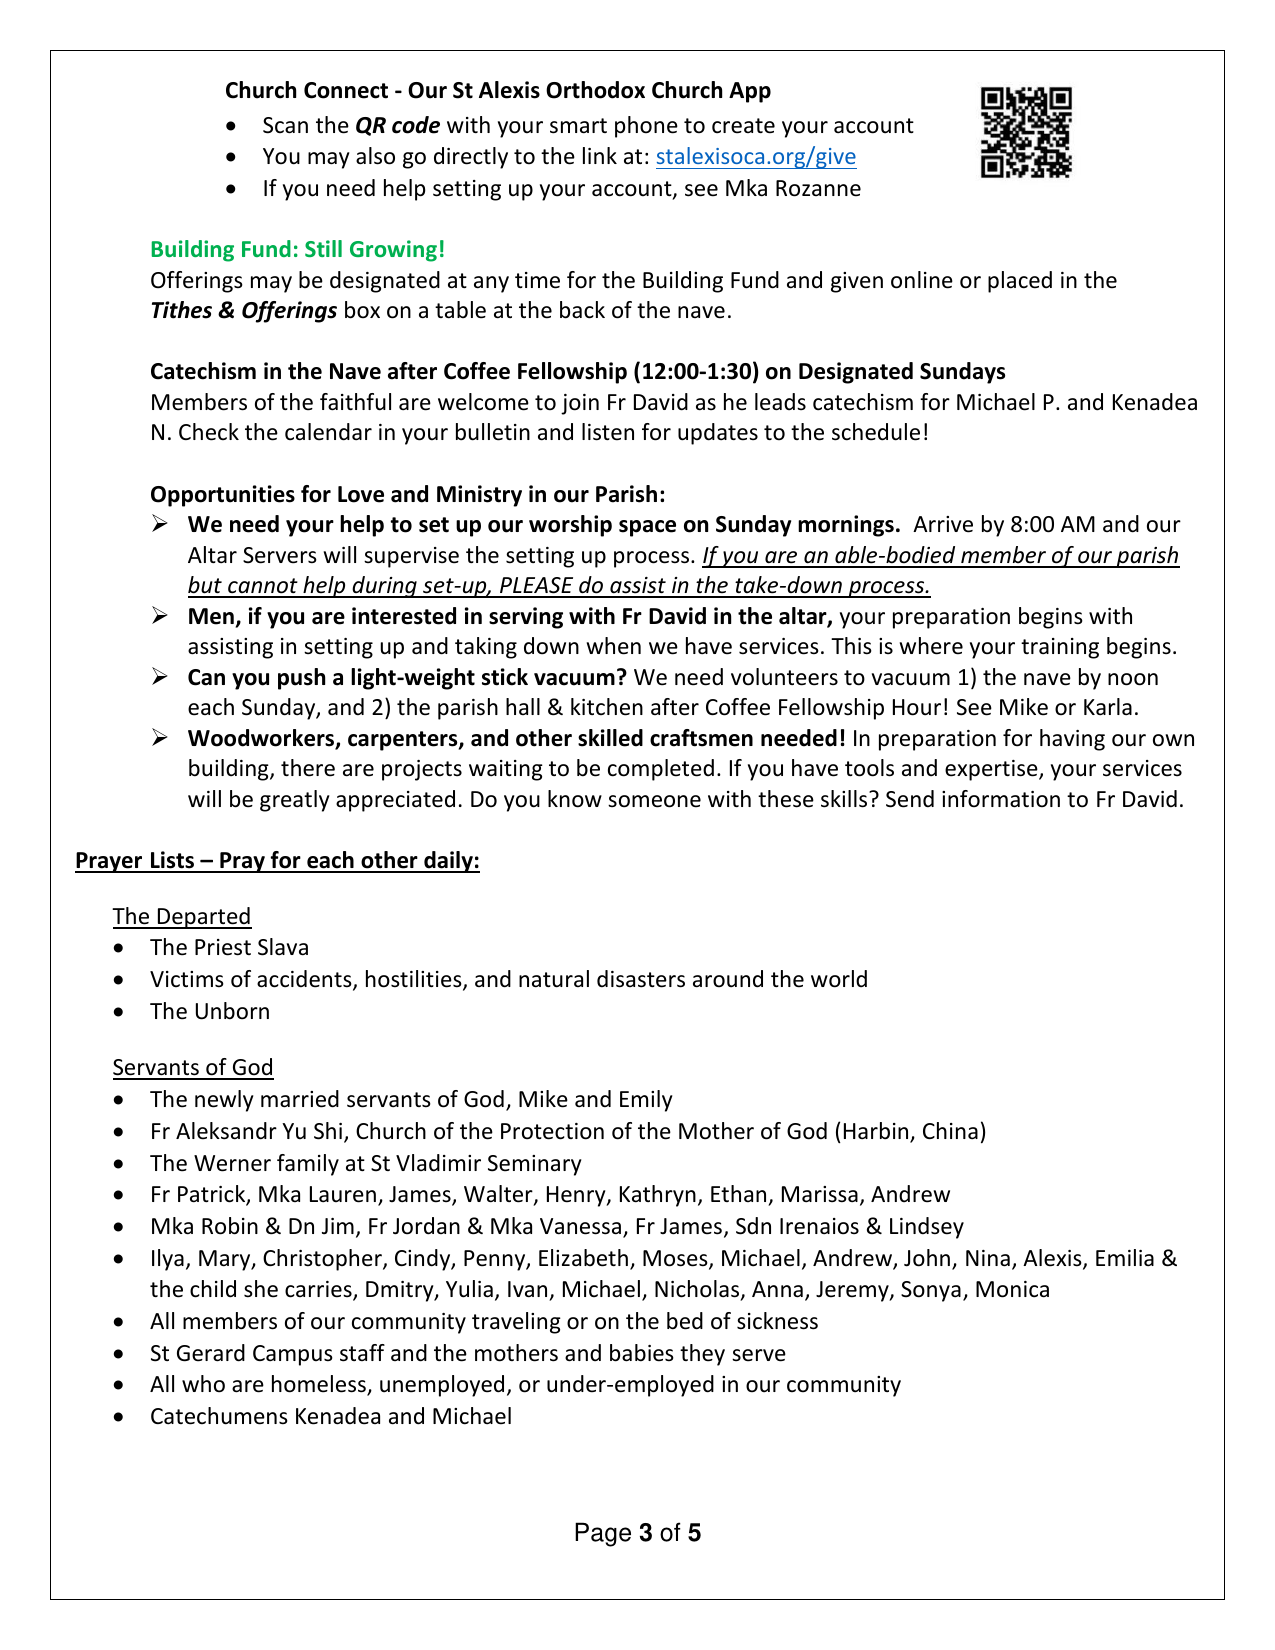 Church Connect - Our St Alexis Orthodox Church App
• Scan the QR code with your smart phone to create your account
• You may also go directly to the link at: stalexisoca.org/give
• If you need help setting up your account, see Mka Rozanne
Building Fund: Still Growing!
Offerings may be designated at any time for the Building Fund and given online or placed in the
Tithes & Offerings box on a table at the back of the nave.
Catechism in the Nave after Coffee Fellowship (12:00-1:30) on Designated Sundays
Members of the faithful are welcome to join Fr David as he leads catechism for Michael P. and Kenadea
N. Check the calendar in your bulletin and listen for updates to the schedule!
Opportunities for Love and Ministry in our Parish:
➢ We need your help to set up our worship space on Sunday mornings. Arrive by 8:00 AM and our
Altar Servers will supervise the setting up process. If you are an able-bodied member of our parish
but cannot help during set-up, PLEASE do assist in the take-down process.
➢ Men, if you are interested in serving with Fr David in the altar, your preparation begins with
assisting in setting up and taking down when we have services. This is where your training begins.
➢ Can you push a light-weight stick vacuum? We need volunteers to vacuum 1) the nave by noon
each Sunday, and 2) the parish hall & kitchen after Coffee Fellowship Hour! See Mike or Karla.
➢ Woodworkers, carpenters, and other skilled craftsmen needed! In preparation for having our own
building, there are projects waiting to be completed. If you have tools and expertise, your services
will be greatly appreciated. Do you know someone with these skills? Send information to Fr David.
Prayer Lists – Pray for each other daily:
The Departed
• The Priest Slava
• Victims of accidents, hostilities, and natural disasters around the world
• The Unborn
Servants of God
• The newly married servants of God, Mike and Emily
• Fr Aleksandr Yu Shi, Church of the Protection of the Mother of God (Harbin, China)
• The Werner family at St Vladimir Seminary
• Fr Patrick, Mka Lauren, James, Walter, Henry, Kathryn, Ethan, Marissa, Andrew
• Mka Robin & Dn Jim, Fr Jordan & Mka Vanessa, Fr James, Sdn Irenaios & Lindsey
• Ilya, Mary, Christopher, Cindy, Penny, Elizabeth, Moses, Michael, Andrew, John, Nina, Alexis, Emilia &
the child she carries, Dmitry, Yulia, Ivan, Michael, Nicholas, Anna, Jeremy, Sonya, Monica
• All members of our community traveling or on the bed of sickness
• St Gerard Campus staff and the mothers and babies they serve
• All who are homeless, unemployed, or under-employed in our community
• Catechumens Kenadea and Michael
Page 3 of 5